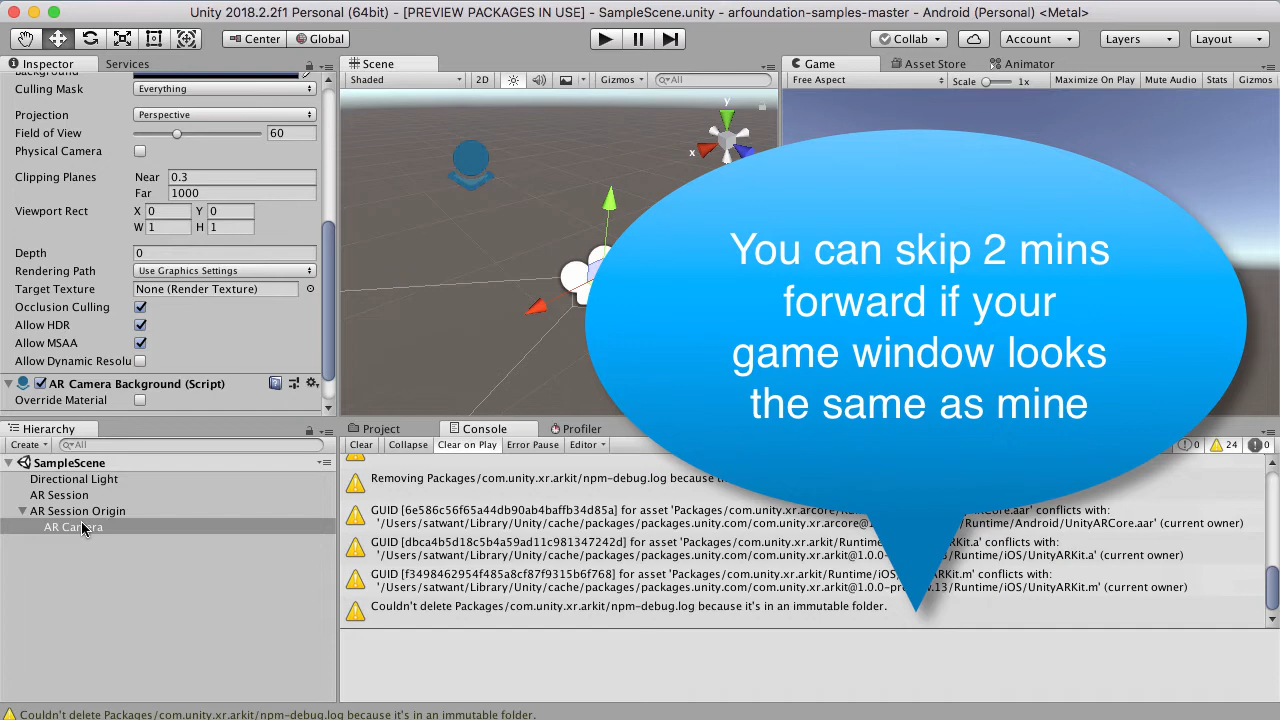 Unity 2018.2.2f1 Personal (64bit) - [PREVIEW PACKAGES IN USE] - SampleScene.unity - arfoundation-samples-master - Android (Personal) <Metal>
Center Global Collab Account Layers Layout
Inspector Services
Scene
Game Asset Store Animator
Shaded 2D Gizmos All
Free Aspect Scale 1x Maximize On Play Mute Audio Stats Gizmos
Background
Culling Mask Everything
Projection Perspective
Field of View 60
Physical Camera
Clipping Planes Near 0.3
Far 1000
Viewport Rect X 0 Y 0
W 1 H 1
Depth 0
Rendering Path Use Graphics Settings
Target Texture None (Render Texture)
Occlusion Culling
Allow HDR
Allow MSAA
Allow Dynamic Resolu
AR Camera Background (Script)
Override Material
y
x
You can skip 2 mins
forward if your
game window looks
the same as mine
Hierarchy
Create All
SampleScene
Directional Light
AR Session
AR Session Origin
AR Camera
Project Console Profiler
Clear Collapse Clear on Play Error Pause Editor 0 24 0
Removing Packages/com.unity.xr.arkit/npm-debug.log because
GUID [6e586c56fa44db90ab4baffb34d85a] for asset 'Packages/com.unity.xr.arcore/ .aar' conflicts with:
'/Users/satwant/Library/Unity/cache/packages/packages.unity.com/com.unity.xr.arcore@1.0.0 /Runtime/Android/UnityARCore.aar' (current owner)
GUID [dbca4b5d18c5b4a59ad11c981347242d] for asset 'Packages/com.unity.xr.arkit/Runtime .a' conflicts with:
'/Users/satwant/Library/Unity/cache/packages/packages.unity.com/com.unity.xr.arkit@1.0.0 /Runtime/iOS/UnityARKit.a' (current owner)
GUID [f3498462954f485a8cf87f9315b6f768] for asset 'Packages/com.unity.xr.arkit/Runtime/iOS ARKit.m' conflicts with:
'/Users/satwant/Library/Unity/cache/packages/packages.unity.com/com.unity.xr.arkit@1.0.0-pr w.13/Runtime/iOS/UnityARKit.m' (current owner)
Couldn't delete Packages/com.unity.xr.arkit/npm-debug.log because it's in an immutable folder.
Couldn't delete Packages/com.unity.xr.arkit/npm-debug.log because it's in an immutable folder.